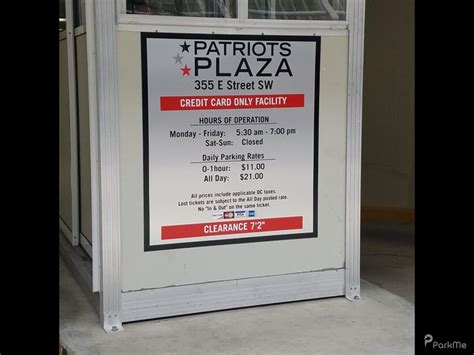 PATRIOTS
PLAZA
355 E Street SW
CREDIT CARD ONLY FACILITY
HOURS OF OPERATION
Monday - Friday: 5:30 am - 7:00 pm
Sat-Sun: Closed
Daily Parking Rates
0-1hour: $11.00
All Day: $21.00
All prices include applicable DC taxes.
Lost tickets are subject to the All Day posted rate.
No "In & Out" on the same ticket.
VISA
CLEARANCE 7'2"
ParkMe